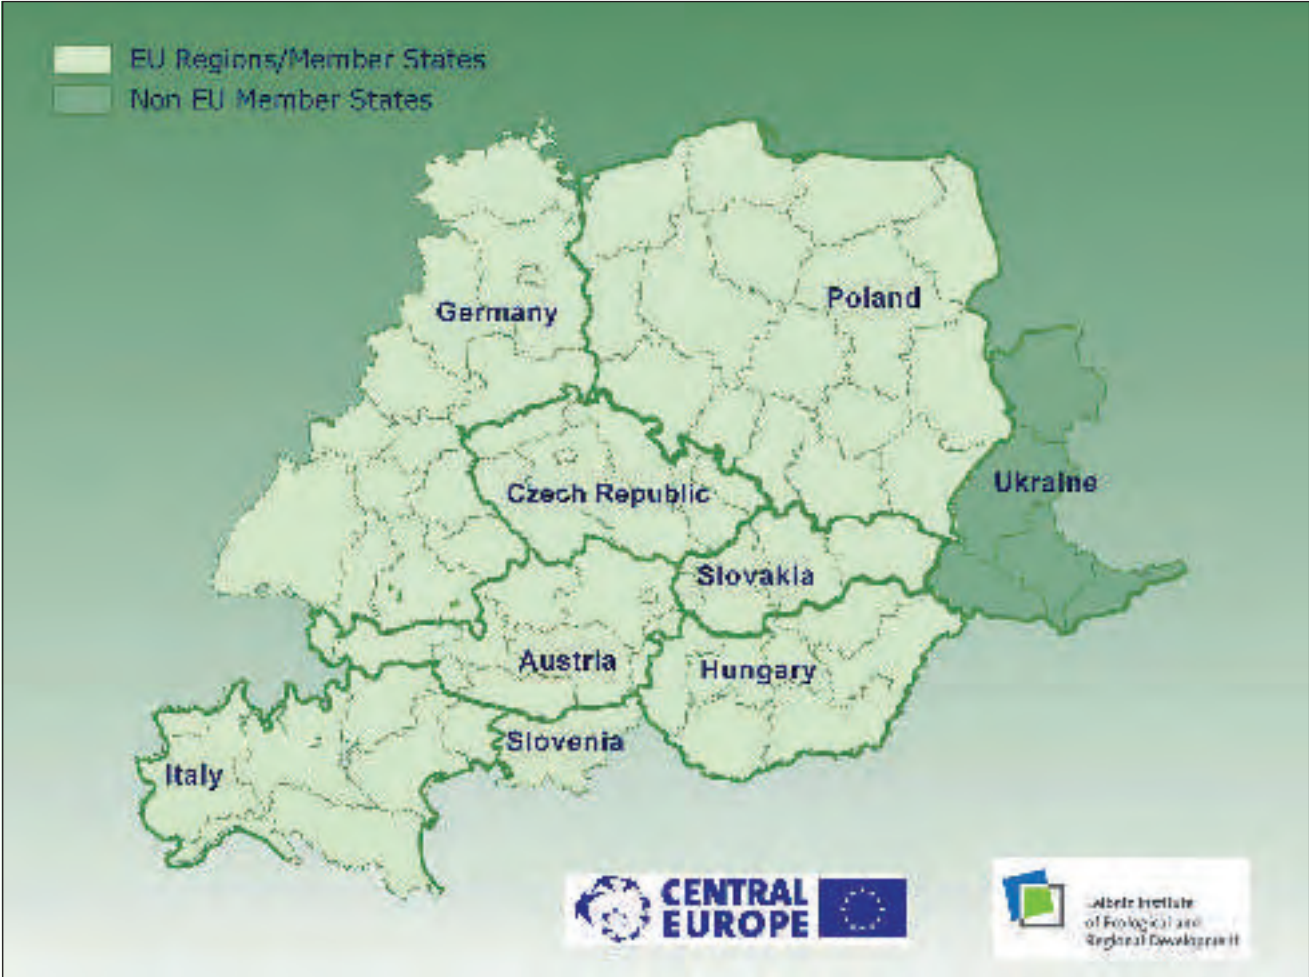 EU Regions/Member States
Non EU Member States
Germany
Poland
Czech Republic
Ukraine
Slovakia
Austria
Hungary
Slovenia
Italy
CENTRAL
EUROPE
Leibniz Institute
of Ecological and
Regional Development